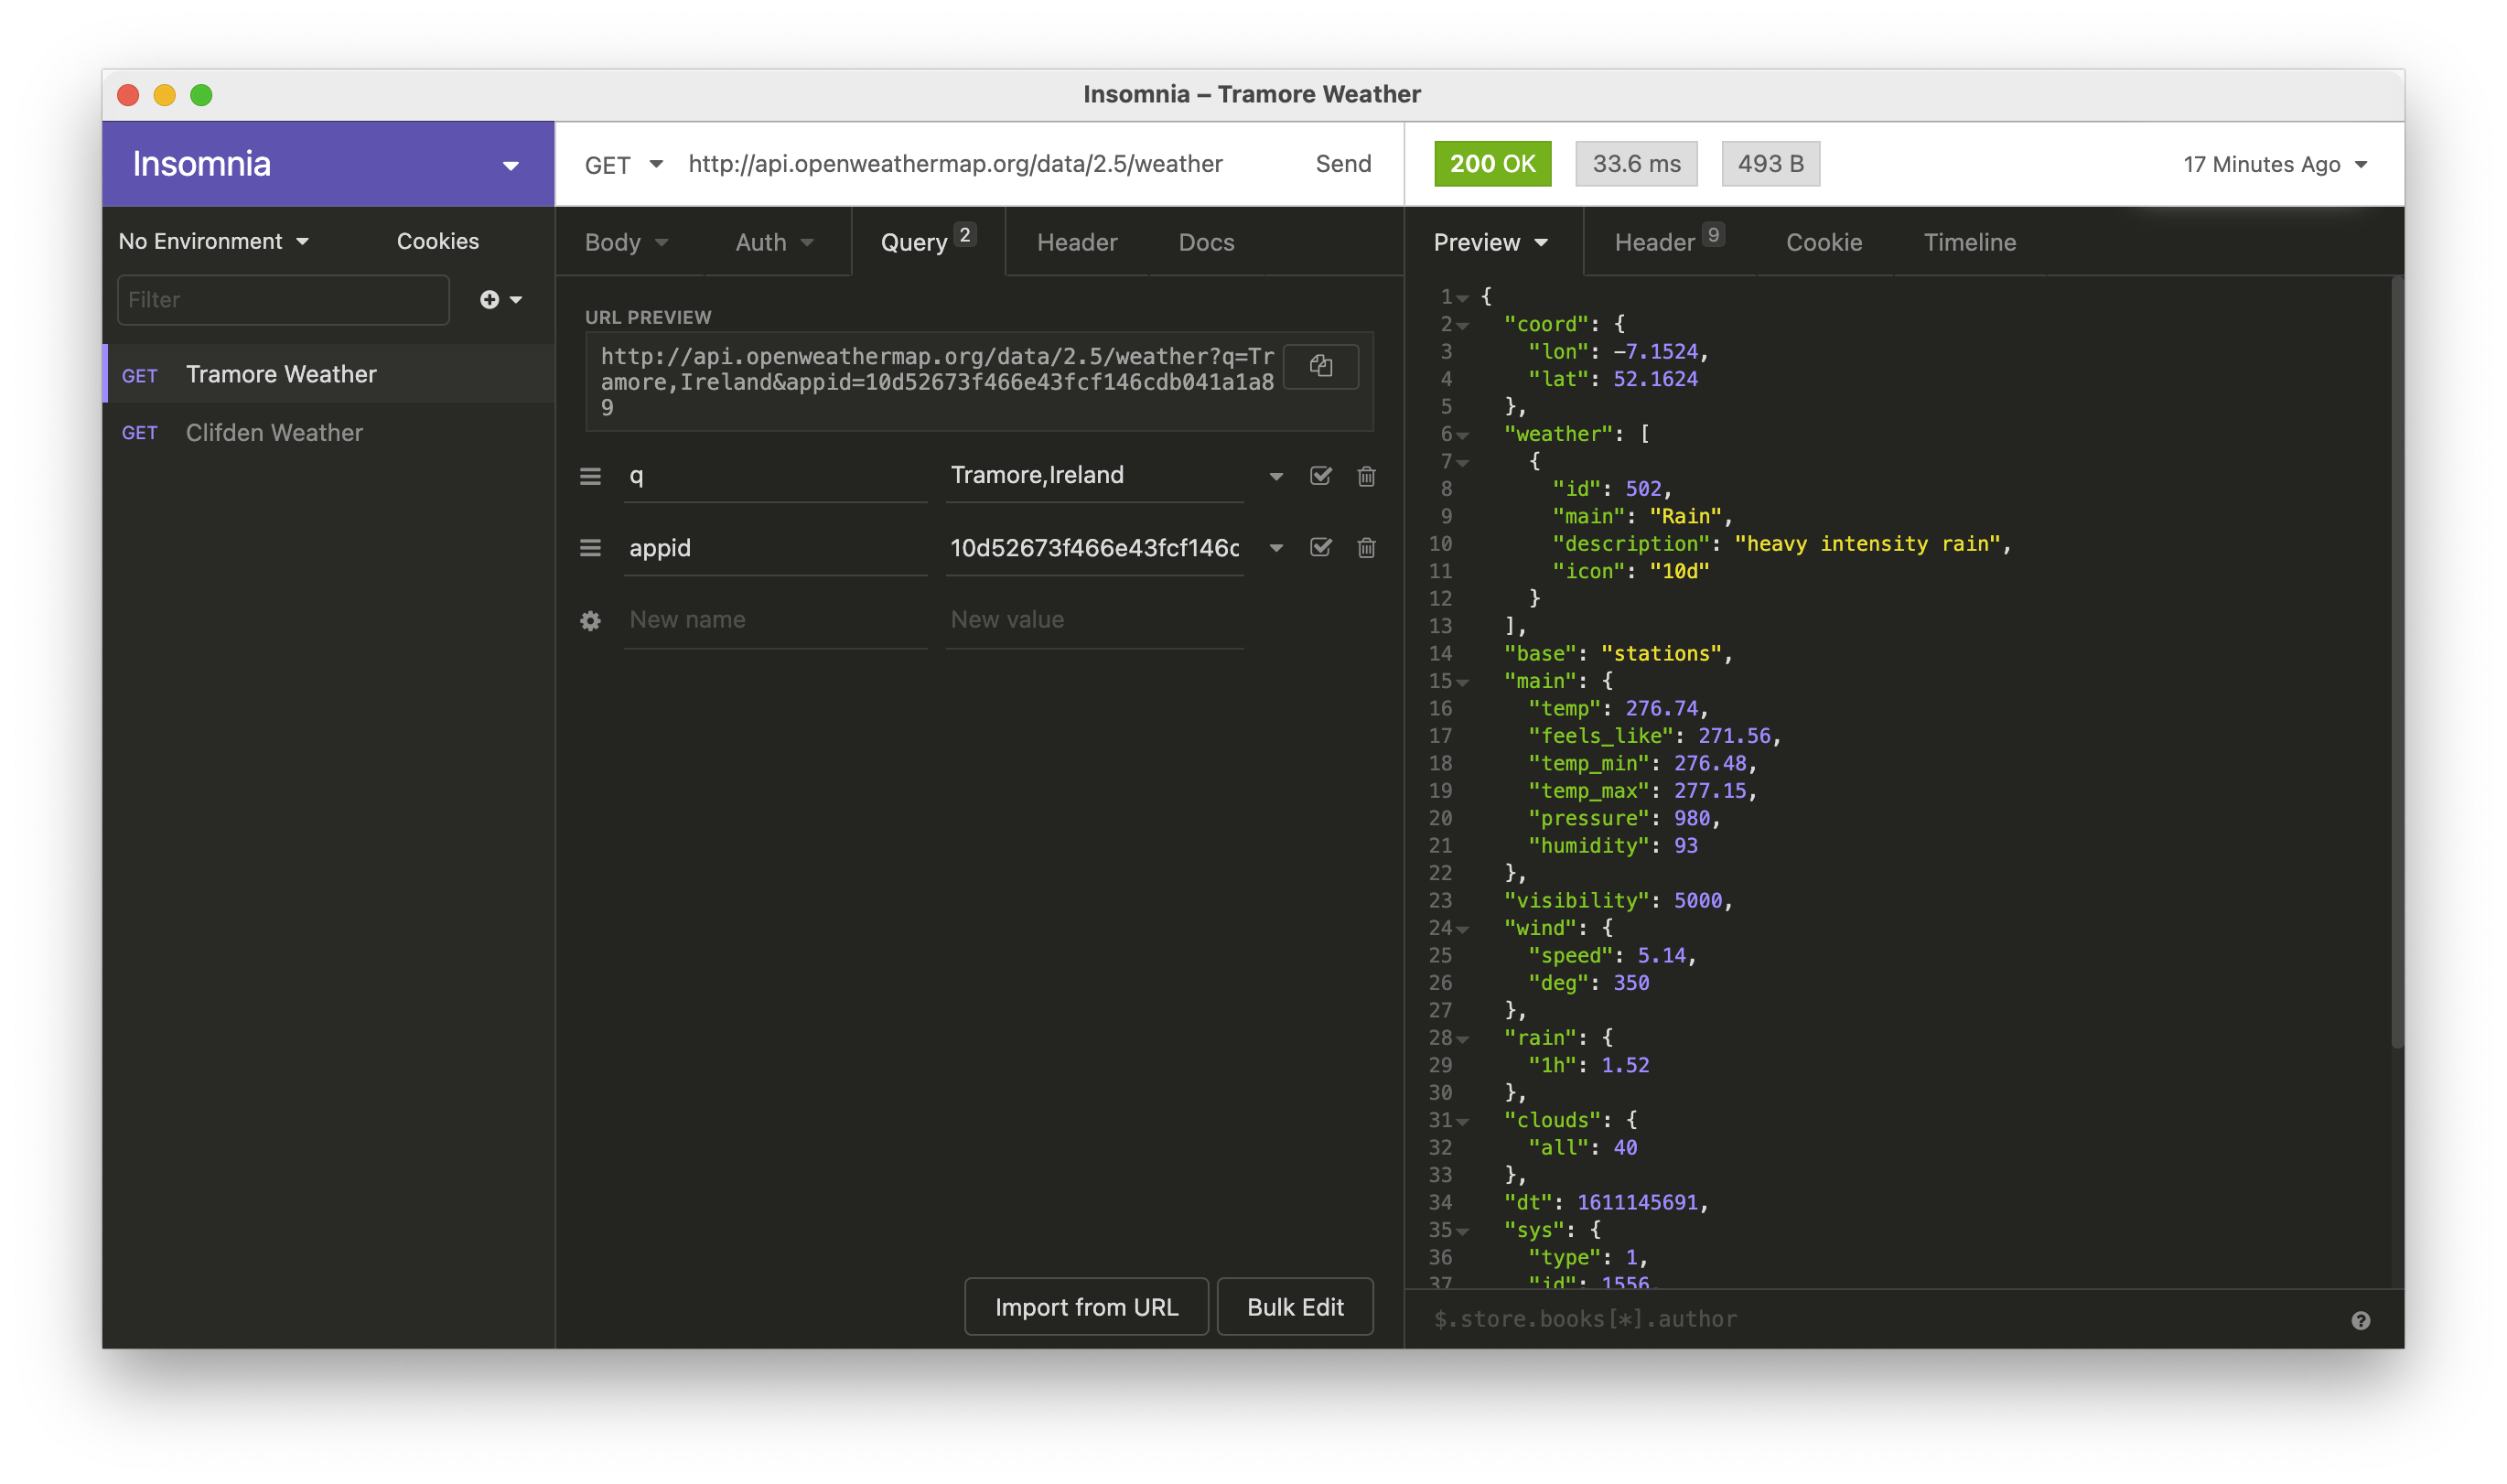 Insomnia – Tramore Weather
Insomnia
GET http://api.openweathermap.org/data/2.5/weather Send
200 OK 33.6 ms 493 B 17 Minutes Ago
No Environment Cookies
Filter
GET Tramore Weather
GET Clifden Weather
Body Auth Query 2 Header Docs
URL PREVIEW
http://api.openweathermap.org/data/2.5/weather?q=Tr
amore,Ireland&appid=10d52673f466e43fcf146cdb041a1a8
9
q Tramore,Ireland
appid 10d52673f466e43fcf146c
New name New value
Import from URL Bulk Edit
Preview Header 9 Cookie Timeline
1 {
2 "coord": {
3 "lon": -7.1524,
4 "lat": 52.1624
5 },
6 "weather": [
7 {
8 "id": 502,
9 "main": "Rain",
10 "description": "heavy intensity rain",
11 "icon": "10d"
12 }
13 ],
14 "base": "stations",
15 "main": {
16 "temp": 276.74,
17 "feels_like": 271.56,
18 "temp_min": 276.48,
19 "temp_max": 277.15,
20 "pressure": 980,
21 "humidity": 93
22 },
23 "visibility": 5000,
24 "wind": {
25 "speed": 5.14,
26 "deg": 350
27 },
28 "rain": {
29 "1h": 1.52
30 },
31 "clouds": {
32 "all": 40
33 },
34 "dt": 1611145691,
35 "sys": {
36 "type": 1,
37 "id": 1556,
$.store.books[*].author